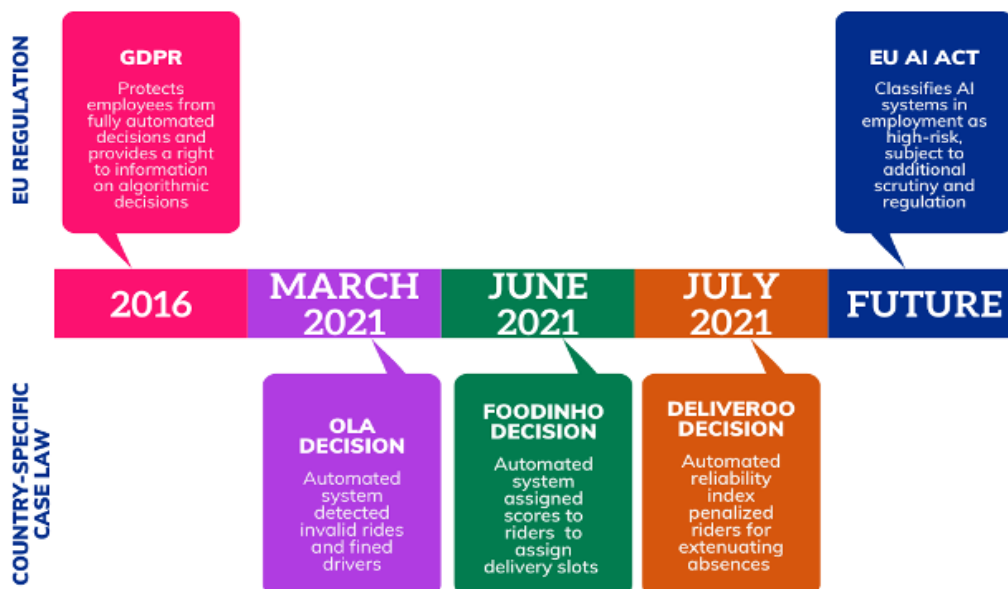 EU REGULATION
GDPR
Protects
employees from
fully automated
decisions and
provides a right
to information
on algorithmic
decisions
EU AI ACT
Classifies AI
systems in
employment as
high-risk,
subject to
additional
scrutiny and
regulation
2016
MARCH
2021
JUNE
2021
JULY
2021
FUTURE
COUNTRY-SPECIFIC
CASE LAW
OLA
DECISION
Automated
system
detected
invalid rides
and fined
drivers
FOODINHO
DECISION
Automated
system
assigned
scores to
riders to
assign
delivery slots
DELIVEROO
DECISION
Automated
reliability
index
penalized
riders for
extenuating
absences